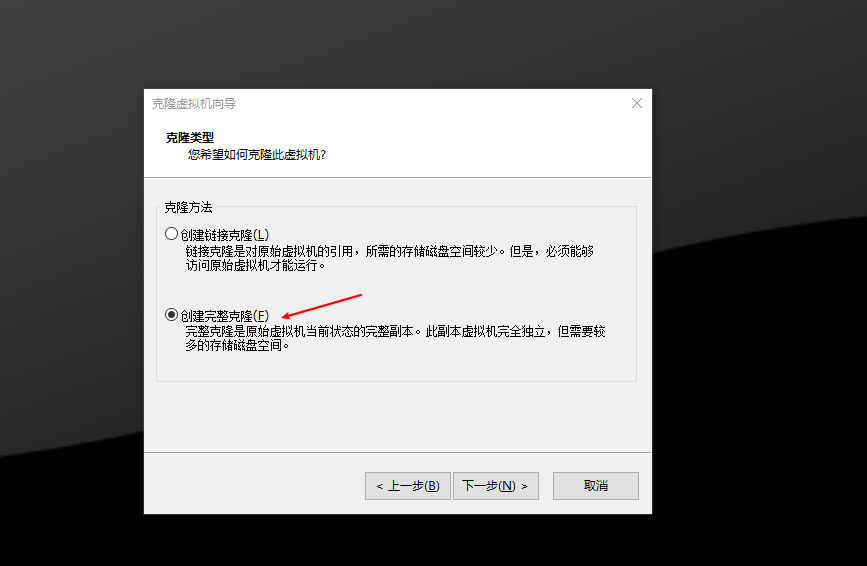 克隆虚拟机向导
克隆类型
您希望如何克隆此虚拟机?
克隆方法
创建链接克隆(L)
链接克隆是对原始虚拟机的引用，所需的存储磁盘空间较少。但是，必须能够
访问原始虚拟机才能运行。
创建完整克隆(F)
完整克隆是原始虚拟机当前状态的完整副本。此副本虚拟机完全独立，但需要较
多的存储磁盘空间。
< 上一步(B)
下一步(N) >
取消